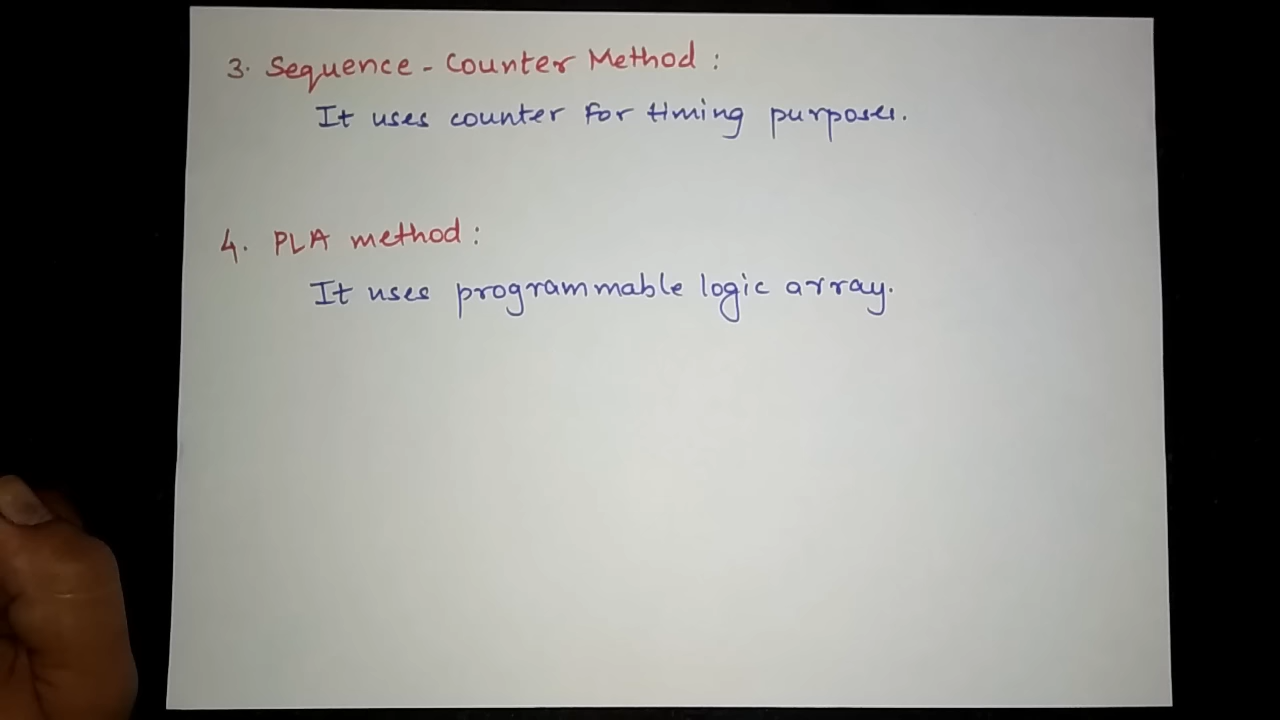 3. Sequence - Counter Method :
It uses counter for timing purposes.
4. PLA method :
It uses programmable logic array.